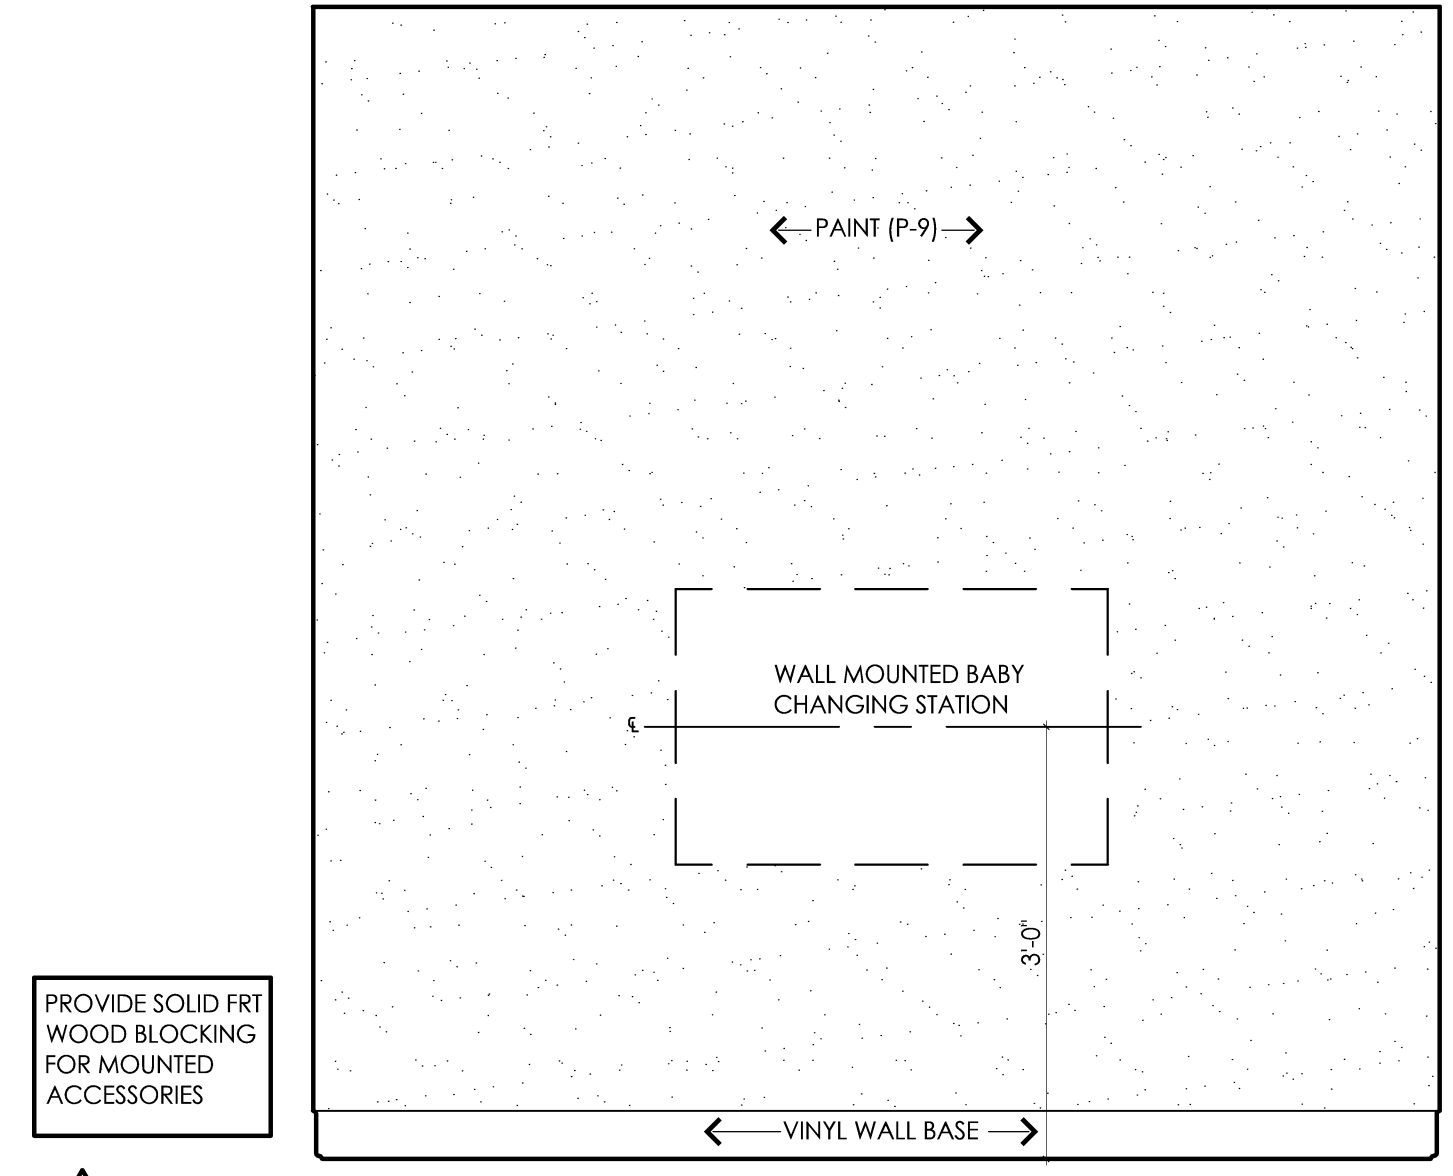 PAINT (P-9)
WALL MOUNTED BABY
CHANGING STATION
℄
3'-0"
PROVIDE SOLID FRT
WOOD BLOCKING
FOR MOUNTED
ACCESSORIES
VINYL WALL BASE